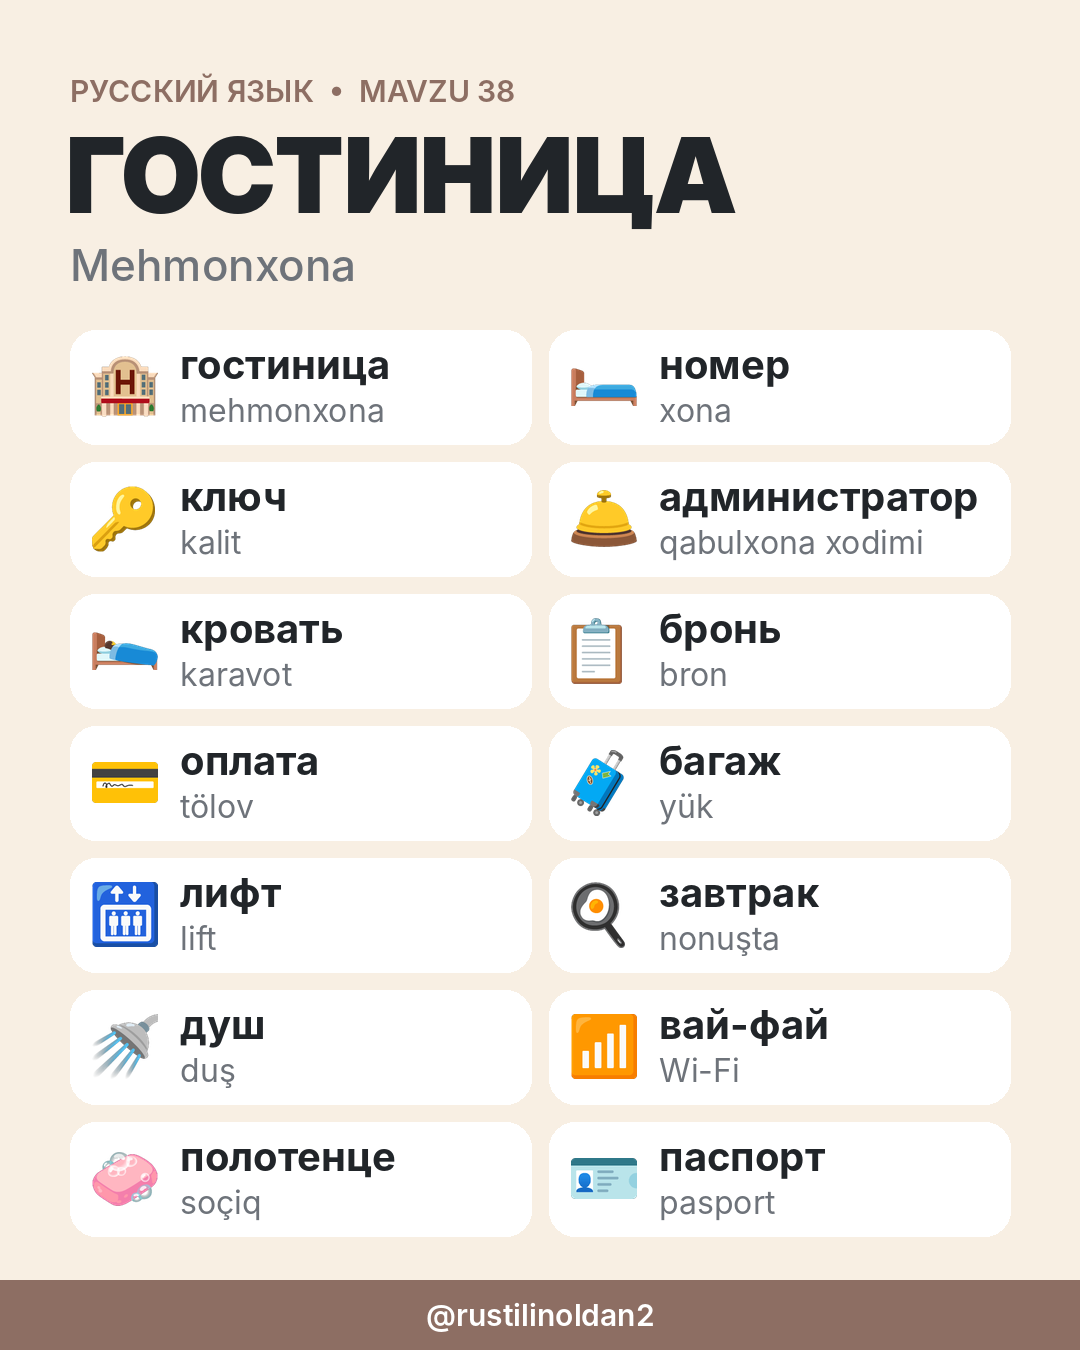 РУССКИЙ ЯЗЫК • MAVZU 38
ГОСТИНИЦА
Mehmonxona
гостиница
mehmonxona
номер
xona
ключ
kalit
администратор
qabulxona xodimi
кровать
karavot
бронь
bron
оплата
tölov
багаж
yük
лифт
lift
завтрак
nonuşta
душ
duş
вай-фай
Wi-Fi
полотенце
soçiq
паспорт
pasport
@rustilinoldan2